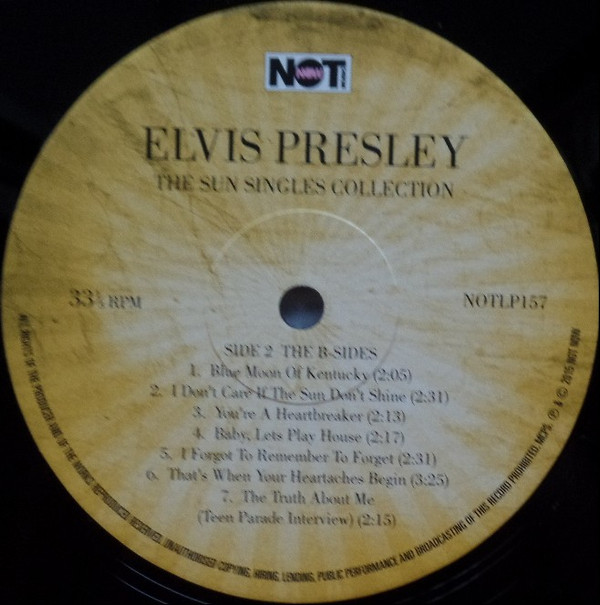 NOT NOW MUSIC
ELVIS PRESLEY
THE SUN SINGLES COLLECTION
33⅓ RPM
NOTLP157
SIDE 2 THE B-SIDES
1. Blue Moon Of Kentucky (2:05)
2. I Don't Care If The Sun Don't Shine (2:31)
3. You're A Heartbreaker (2:13)
4. Baby, Lets Play House (2:17)
5. I Forgot To Remember To Forget (2:31)
6. That's When Your Heartaches Begin (3:25)
7. The Truth About Me
(Teen Parade Interview) (2:15)
ALL RIGHTS OF THE PRODUCER AND OF THE WORK REPRODUCED RESERVED. UNAUTHORISED COPYING, HIRING, LENDING, PUBLIC PERFORMANCE AND BROADCASTING OF THIS RECORD PROHIBITED. MCPS. ℗ & © 2015 NOT NOW